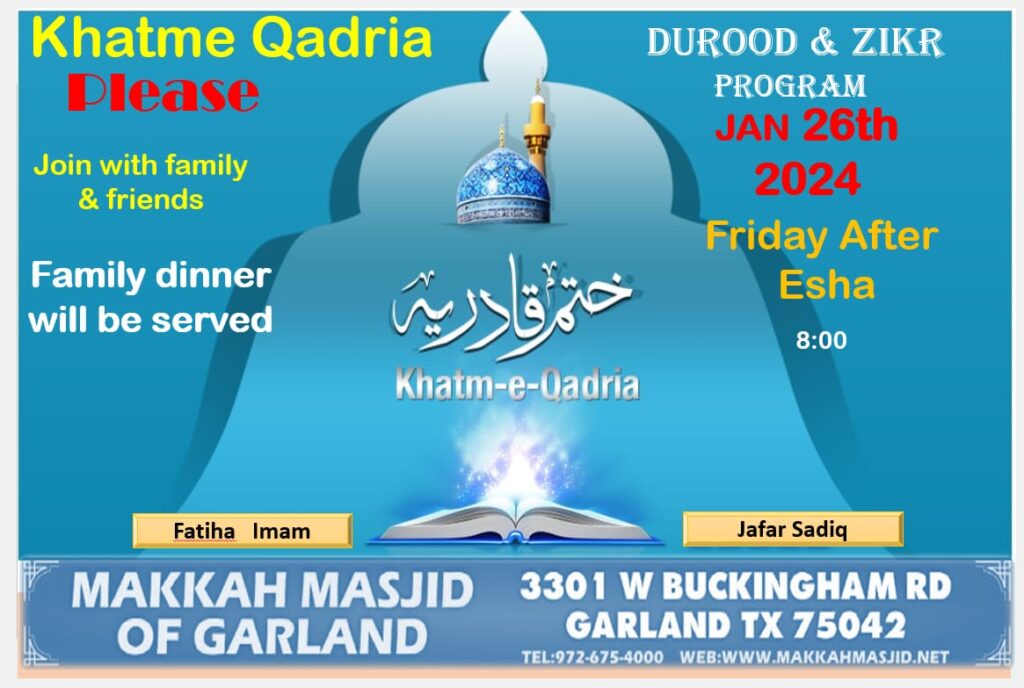 Khatme Qadria
Please
Join with family
& friends
Family dinner
will be served
DUROOD & ZIKR
PROGRAM
JAN 26th
2024
Friday After
Esha
8:00
ختم قادریہ
Khatm-e-Qadria
Fatiha Imam
Jafar Sadiq
MAKKAH MASJID
OF GARLAND
3301 W BUCKINGHAM RD
GARLAND TX 75042
TEL:972-675-4000 WEB:WWW.MAKKAHMASJID.NET